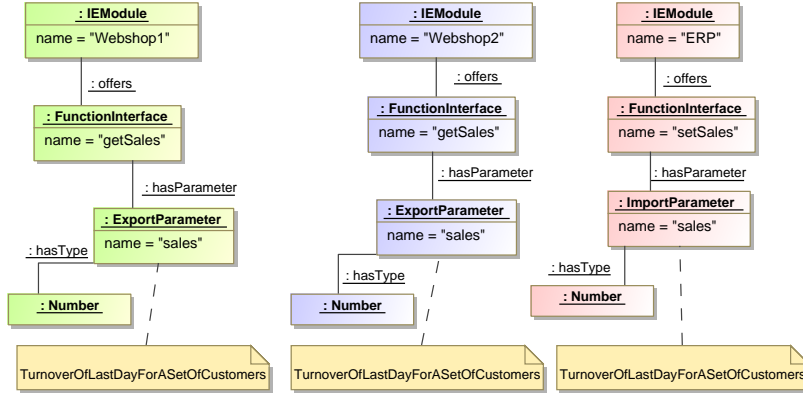 : IEModule
name = "Webshop1"
: offers
: FunctionInterface
name = "getSales"
: hasParameter
: ExportParameter
name = "sales"
: hasType
: Number
TurnoverOfLastDayForASetOfCustomers
: IEModule
name = "Webshop2"
: offers
: FunctionInterface
name = "getSales"
: hasParameter
: ExportParameter
name = "sales"
: hasType
: Number
TurnoverOfLastDayForASetOfCustomers
: IEModule
name = "ERP"
: offers
: FunctionInterface
name = "setSales"
: hasParameter
: ImportParameter
name = "sales"
: hasType
: Number
TurnoverOfLastDayForASetOfCustomers